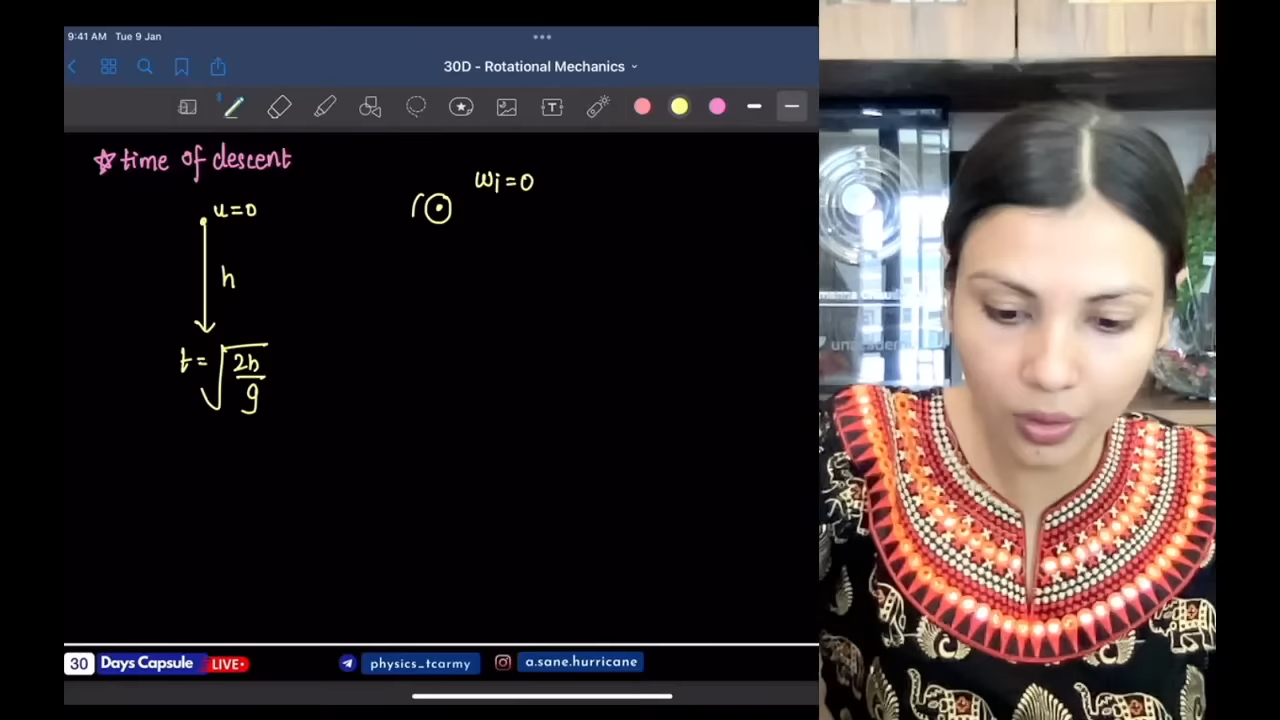 9:41 AM Tue 9 Jan
30D - Rotational Mechanics
☆ time of descent
ωi = 0
u = 0
h
t = √(2h/g)
30 Days Capsule LIVE
physics_tcarmy
a.sane.hurricane